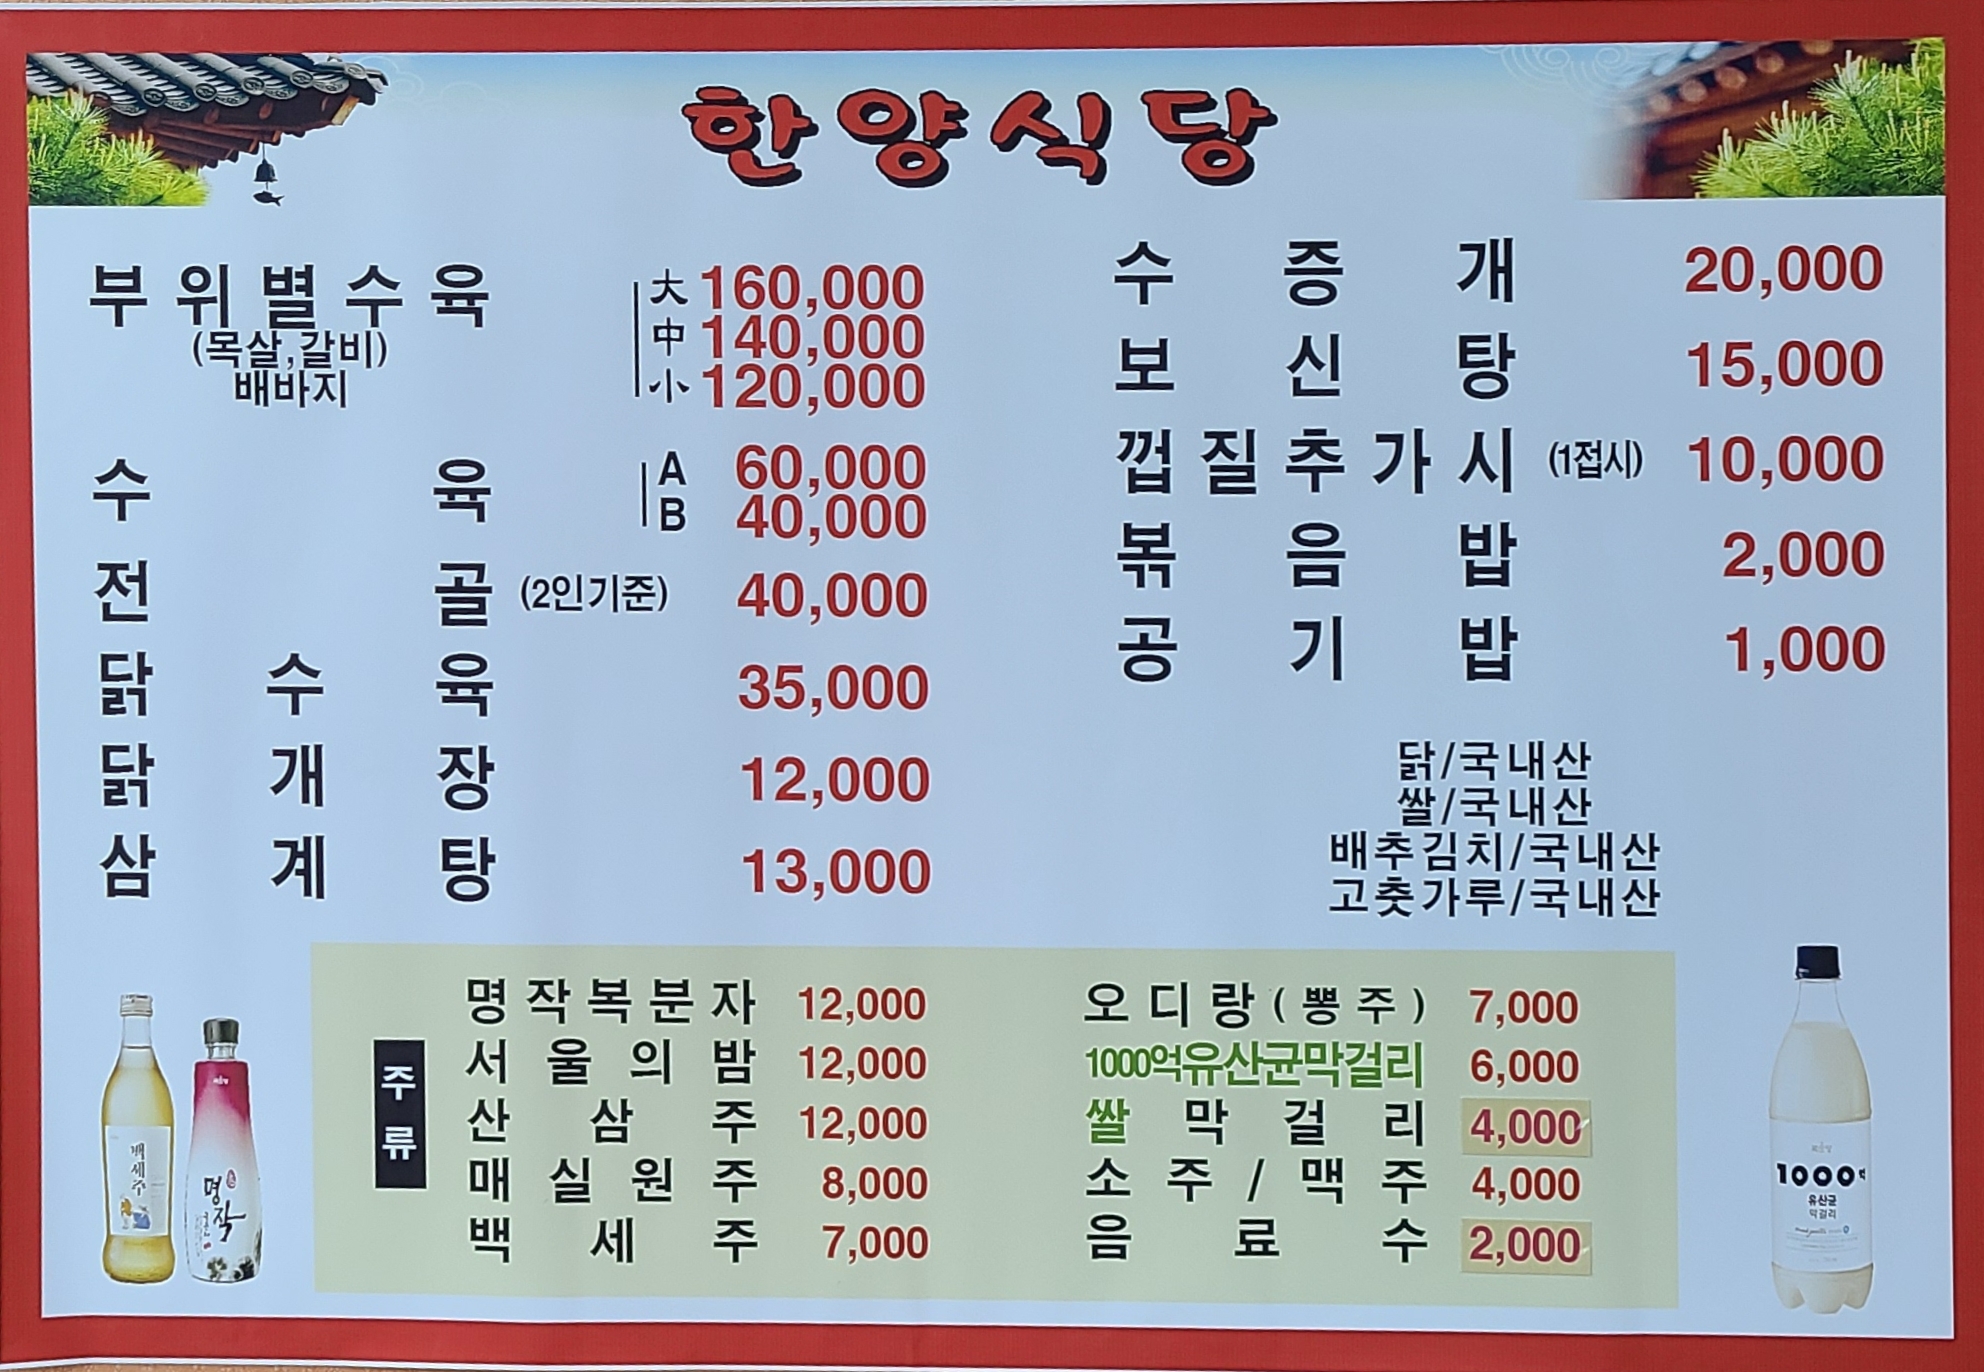 한양식당
부위별수육
(목살,갈비)
배바지
大 160,000
中 140,000
小 120,000
수육
A 60,000
B 40,000
전골 (2인기준) 40,000
닭수육 35,000
닭개장 12,000
삼계탕 13,000
수증개 20,000
보신탕 15,000
껍질추가시 (1접시) 10,000
볶음밥 2,000
공기밥 1,000
닭/국내산
쌀/국내산
배추김치/국내산
고춧가루/국내산
주류
명작복분자 12,000
서울의밤 12,000
산삼주 12,000
매실원주 8,000
백세주 7,000
오디랑(뽕주) 7,000
1000억유산균막걸리 6,000
쌀막걸리 4,000
소주/맥주 4,000
음료수 2,000
백세주
명작
1000억
유산균
막걸리